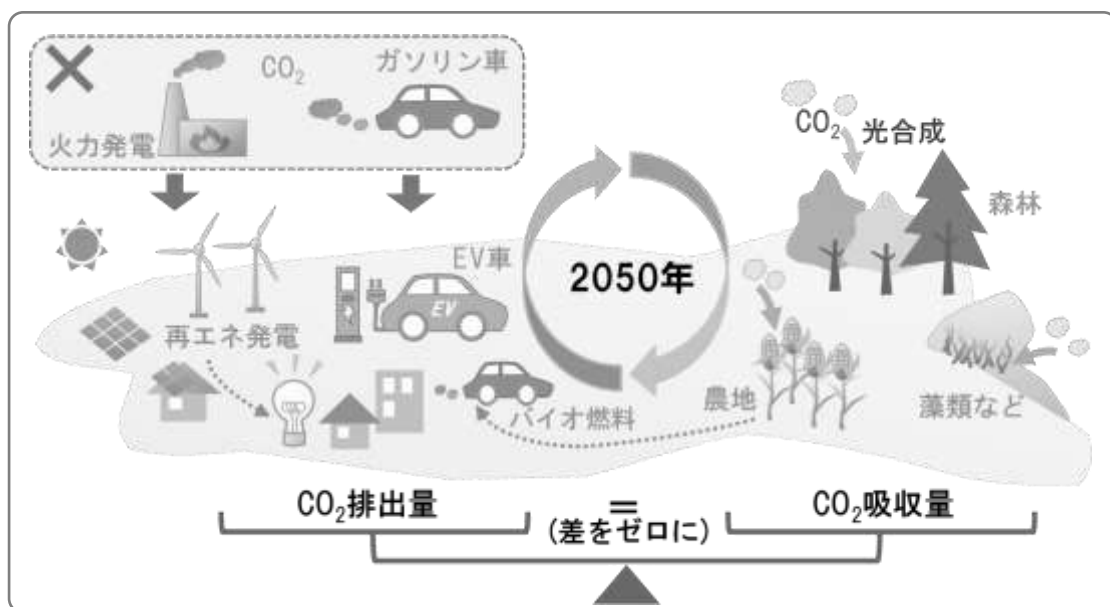 CO₂
ガソリン車
火力発電
CO₂
光合成
森林
EV車
EV
2050年
再エネ発電
バイオ燃料
農地
藻類など
CO₂排出量
=
(差をゼロに)
CO₂吸収量